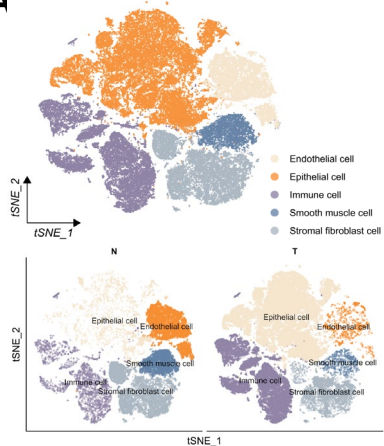 Endothelial cell
Epithelial cell
Immune cell
Smooth muscle cell
Stromal fibroblast cell
tSNE_2
tSNE_1
N
T
tSNE_2
Epithelial cell
Endothelial cell
Smooth muscle cell
Immune cell
Stromal fibroblast cell
Epithelial cell
Endothelial cell
Smooth muscle cell
Immune cell
Stromal fibroblast cell
tSNE_1